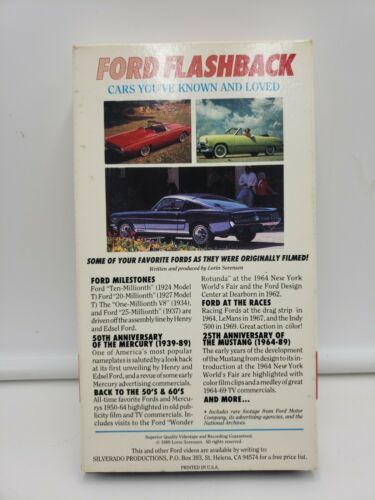 FORD FLASHBACK
CARS YOU'VE KNOWN AND LOVED
SOME OF YOUR FAVORITE FORDS AS THEY WERE ORIGINALLY FILMED!
Written and produced by Lorin Sorensen
FORD MILESTONES
Ford "Ten-Millionth" (1924 Model
T) Ford "20-Millionth" (1927 Model
T) The "One-Millionth V8" (1934),
and Ford "25-Millionth" (1937) are
driven off the assembly line by Henry
and Edsel Ford.
50TH ANNIVERSARY
OF THE MERCURY (1939-89)
One of America's most popular
nameplates is saluted by a look back
at its first unveiling by Henry and
Edsel Ford, and a revue of some early
Mercury advertising commercials.
BACK TO THE 50'S & 60'S
All-time favorite Fords and Mercu-
rys 1950-64 highlighted in old pub-
licity film and TV commercials. In-
cludes visits to the Ford "Wonder
Rotunda" at the 1964 New York
World's Fair and the Ford Design
Center at Dearborn in 1962.
FORD AT THE RACES
Racing Fords at the drag strip in
1964, LeMans in 1967, and the Indy
'500 in 1969. Great action in color!
25TH ANNIVERSARY OF
THE MUSTANG (1964-89)
The early years of the development
of the Mustang from design to its in-
troduction at the 1964 New York
World's Fair are highlighted with
color film clips and a medley of great
1964-69 TV commercials.
AND MORE...
• Includes rare footage from Ford Motor
Company, its advertising agencies, and the
National Archives.
Superior Quality Videotape and Recording Guaranteed.
© 1989 Lorin Sorensen. All rights reserved.
This and other Ford videos are available by writing to
SILVERADO PRODUCTIONS, P.O. Box 393, St. Helena, CA 94574 for a free price list.
PRINTED IN U.S.A.